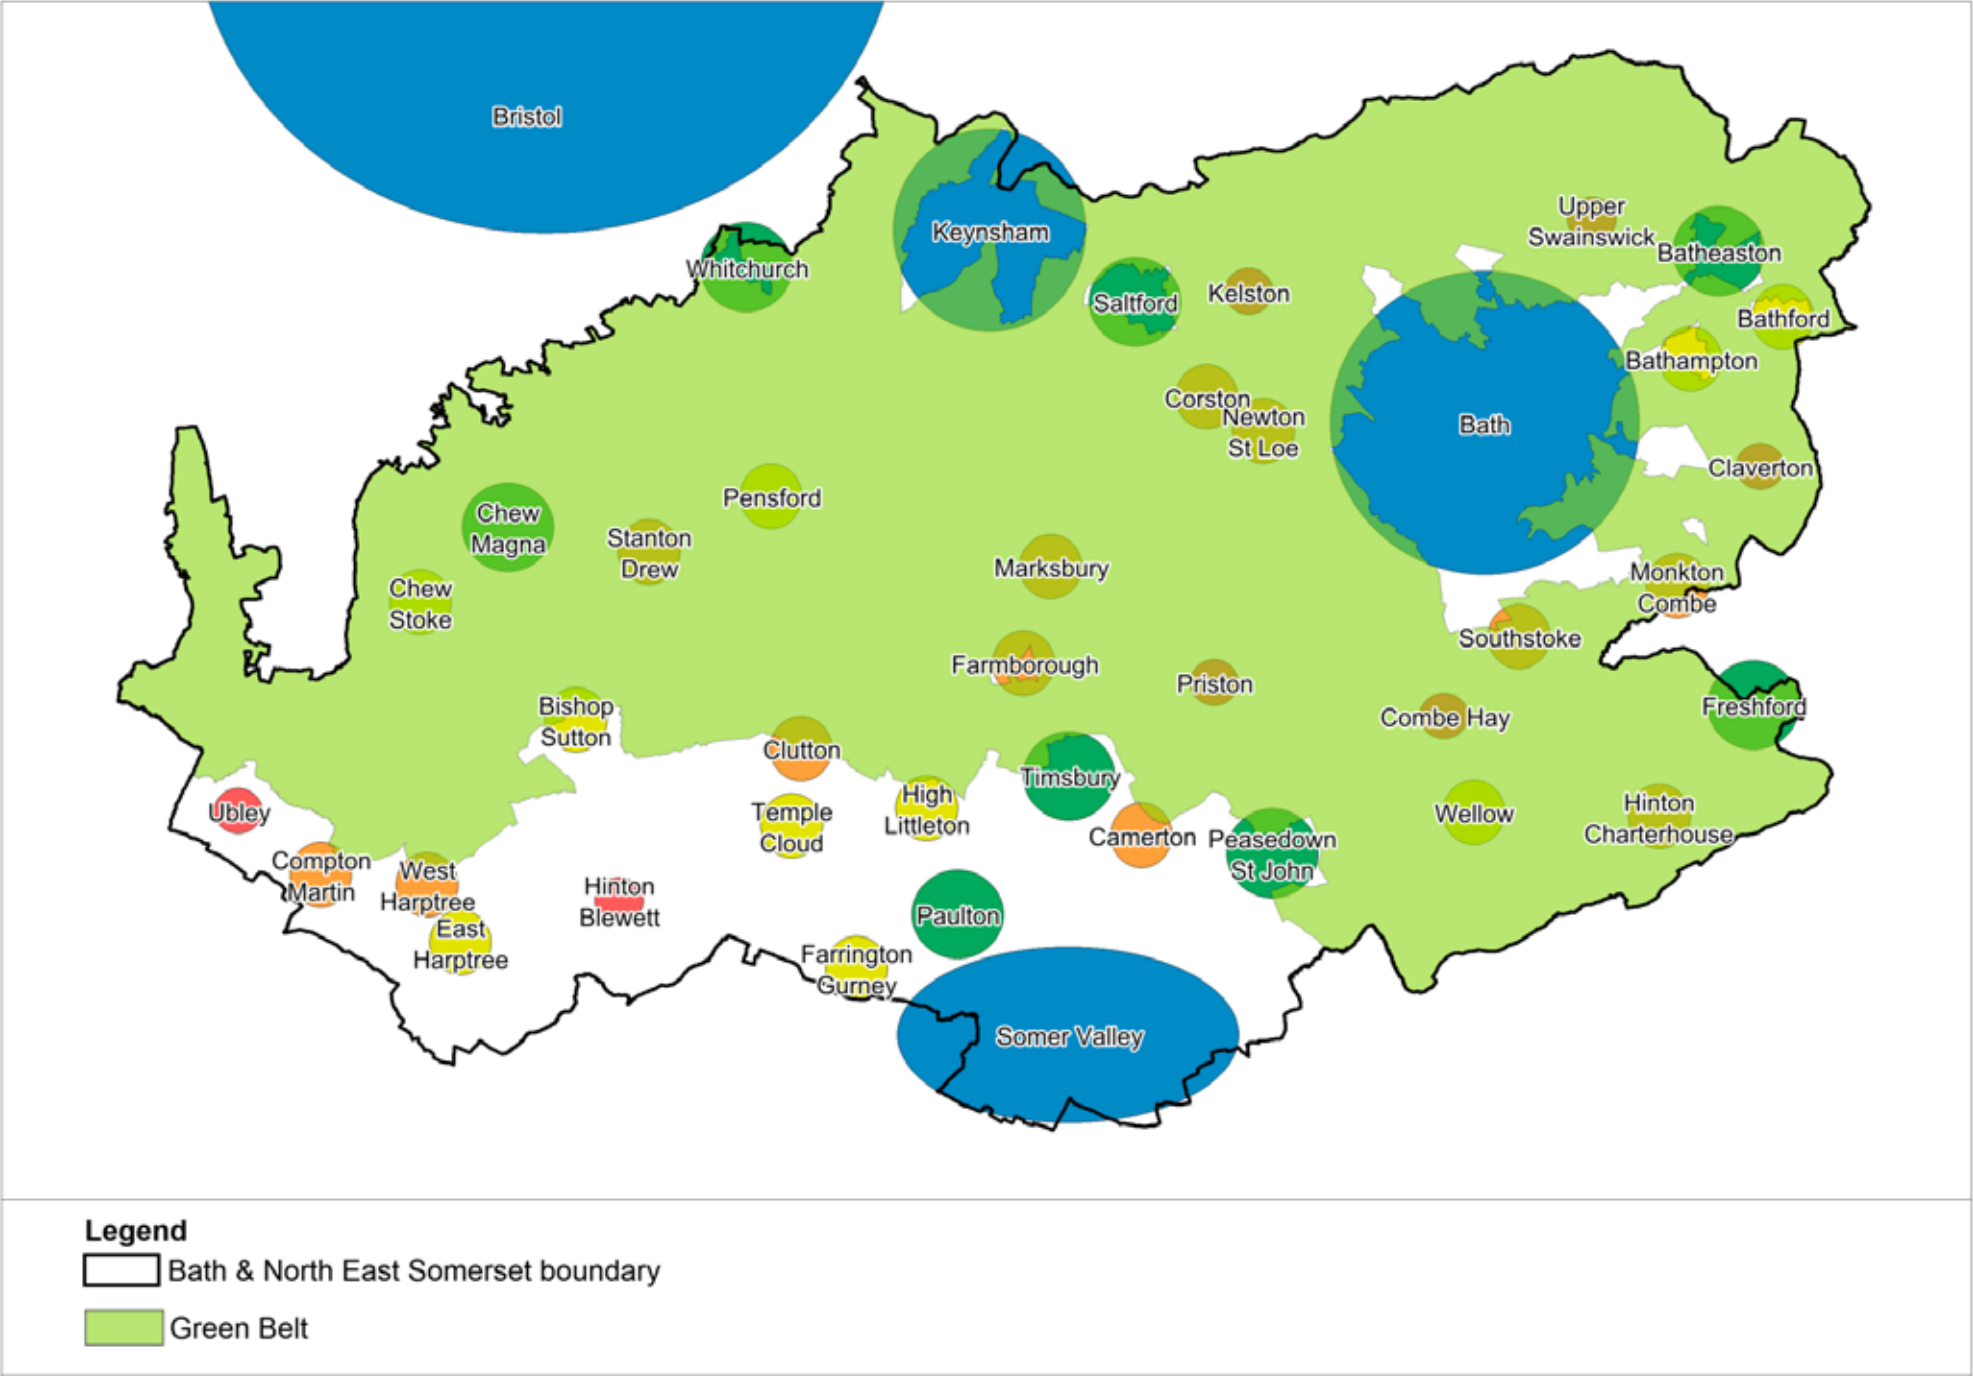 Bristol
Upper
Swainswick
Keynsham
Batheaston
Whitchurch
Kelston
Saltford
Bathford
Bathampton
Corston
Newton
St Loe
Bath
Claverton
Pensford
Chew
Magna
Stanton
Drew
Marksbury
Monkton
Combe
Chew
Stoke
Southstoke
Farmborough
Priston
Freshford
Bishop
Sutton
Combe Hay
Clutton
Timsbury
Ubley
Temple
Cloud
High
Littleton
Camerton
Peasedown
St John
Wellow
Hinton
Charterhouse
Compton
Martin
West
Harptree
Hinton
Blewett
Paulton
East
Harptree
Farrington
Gurney
Somer Valley
Legend
Bath & North East Somerset boundary
Green Belt